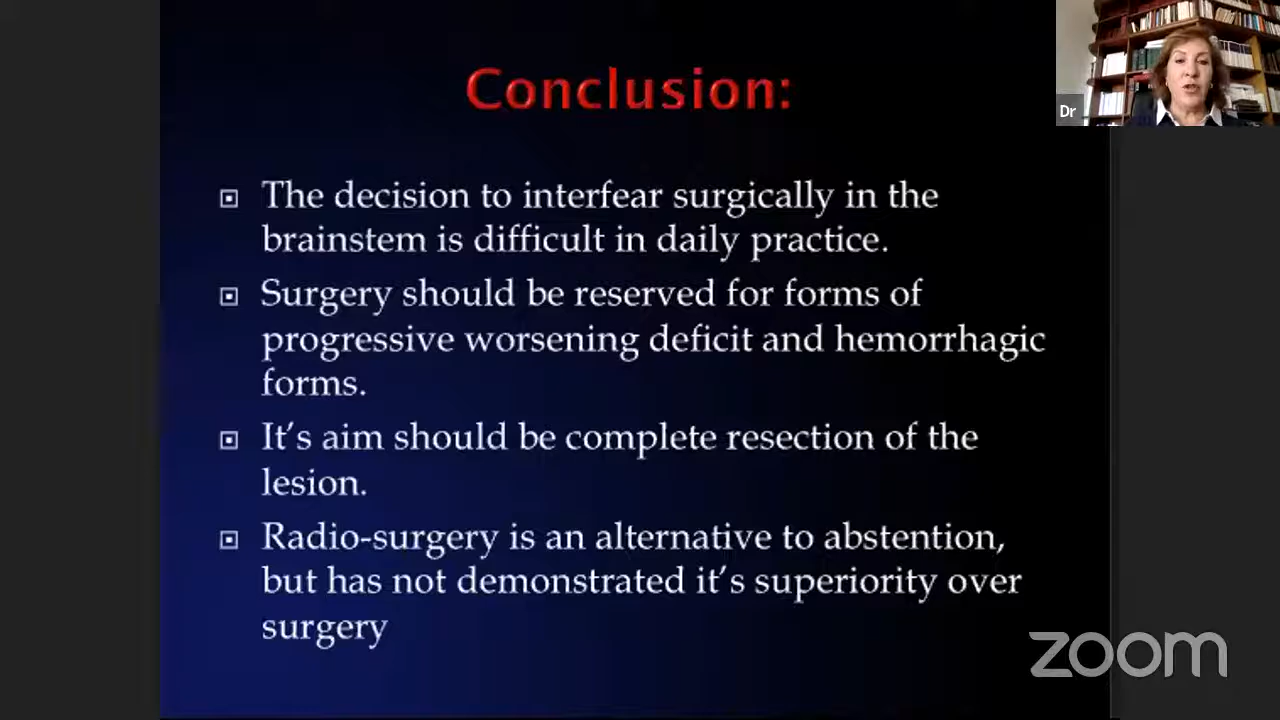 Conclusion:
The decision to interfear surgically in the
brainstem is difficult in daily practice.
Surgery should be reserved for forms of
progressive worsening deficit and hemorrhagic
forms.
It’s aim should be complete resection of the
lesion.
Radio-surgery is an alternative to abstention,
but has not demonstrated it’s superiority over
surgery
Dr
zoom